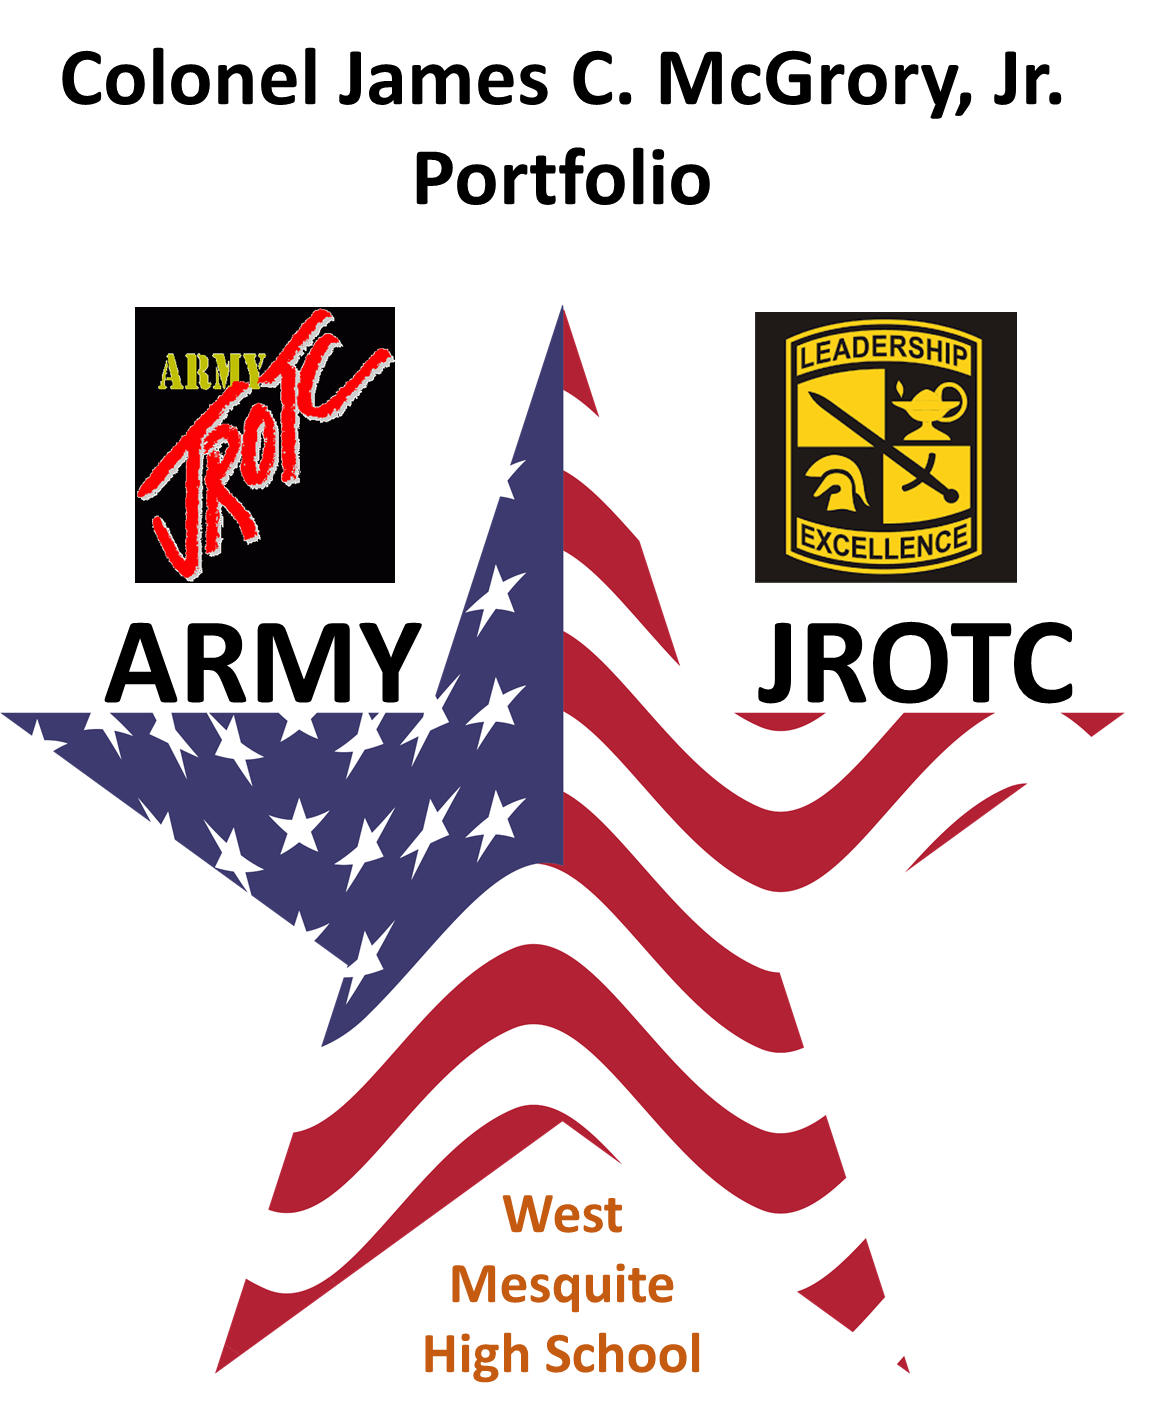 Colonel James C. McGrory, Jr.
Portfolio
ARMY
JROTC
LEADERSHIP
EXCELLENCE
ARMY JROTC
West
Mesquite
High School